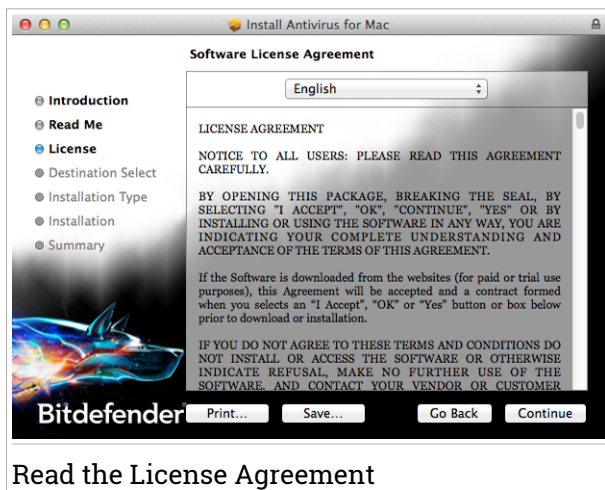 Install Antivirus for Mac
Software License Agreement
English
Introduction
Read Me
License
Destination Select
Installation Type
Installation
Summary
LICENSE AGREEMENT
NOTICE TO ALL USERS: PLEASE READ THIS AGREEMENT
CAREFULLY.
BY OPENING THIS PACKAGE, BREAKING THE SEAL, BY
SELECTING "I ACCEPT", "OK", "CONTINUE", "YES" OR BY
INSTALLING OR USING THE SOFTWARE IN ANY WAY, YOU ARE
INDICATING YOUR COMPLETE UNDERSTANDING AND
ACCEPTANCE OF THE TERMS OF THIS AGREEMENT.
If the Software is downloaded from the websites (for paid or trial use
purposes), this Agreement will be accepted and a contract formed
when you selects an “I Accept”, “OK” or “Yes” button or box below
prior to download or installation.
IF YOU DO NOT AGREE TO THESE TERMS AND CONDITIONS DO
NOT INSTALL OR ACCESS THE SOFTWARE OR OTHERWISE
INDICATE REFUSAL, MAKE NO FURTHER USE OF THE
SOFTWARE. AND CONTACT YOUR VENDOR OR CUSTOMER
Bitdefender
Print...
Save...
Go Back
Continue
Read the License Agreement